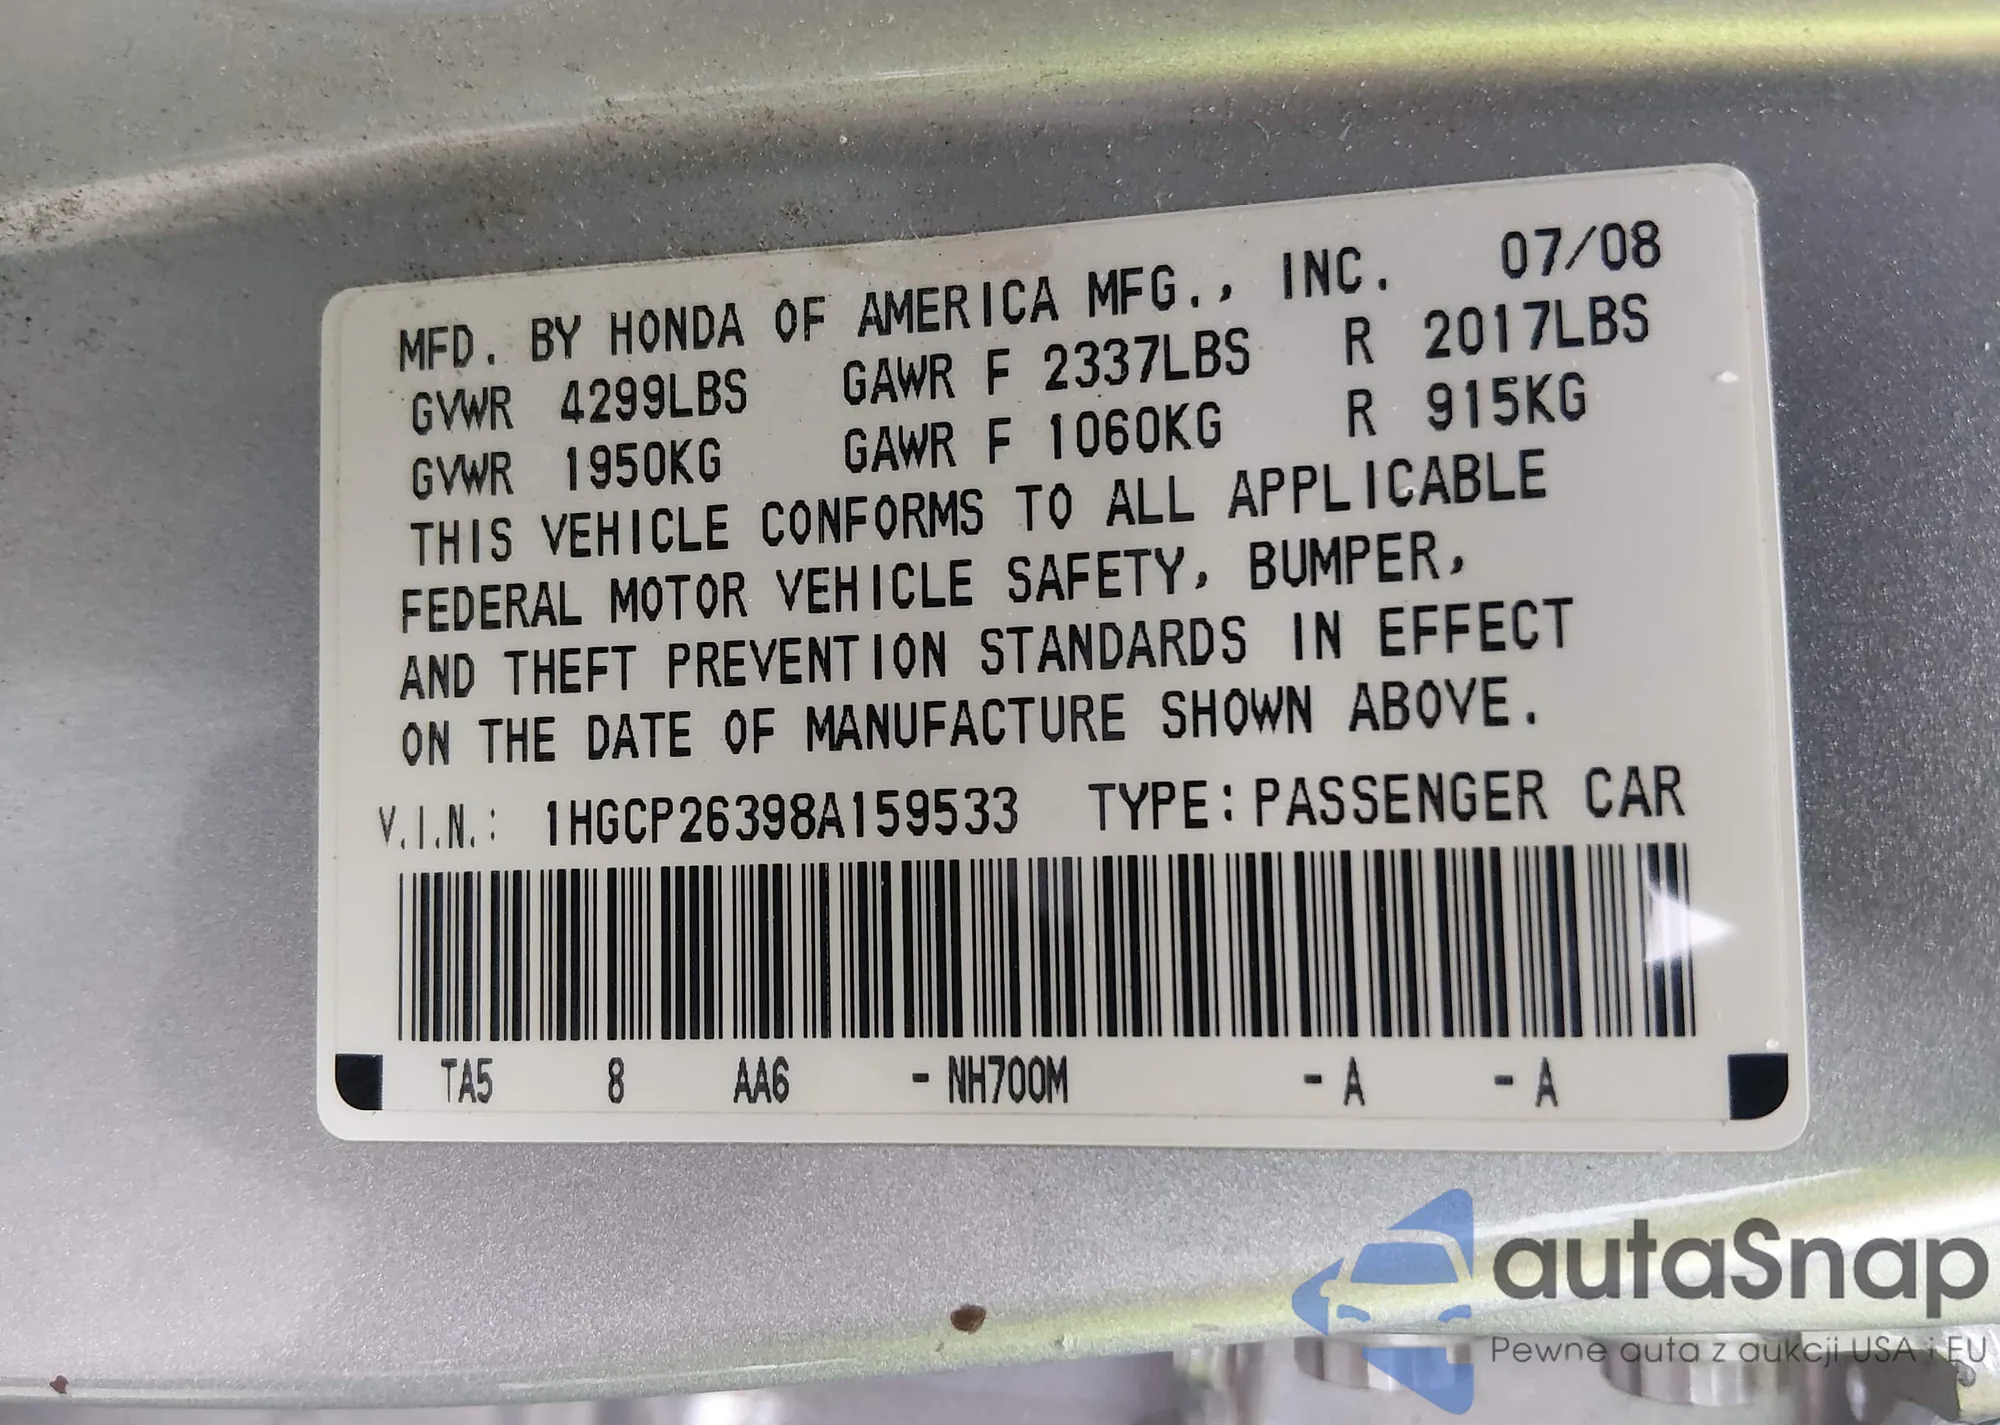 MFD. BY HONDA OF AMERICA MFG., INC. 07/08
GVWR 4299LBS GAWR F 2337LBS R 2017LBS
GVWR 1950KG GAWR F 1060KG R 915KG
THIS VEHICLE CONFORMS TO ALL APPLICABLE
FEDERAL MOTOR VEHICLE SAFETY, BUMPER,
AND THEFT PREVENTION STANDARDS IN EFFECT
ON THE DATE OF MANUFACTURE SHOWN ABOVE.
V.I.N.: 1HGCP26398A159533 TYPE: PASSENGER CAR
TA5 8 AA6 - NH700M - A - A
autaSnap
Pewne auta z aukcji USA i EU